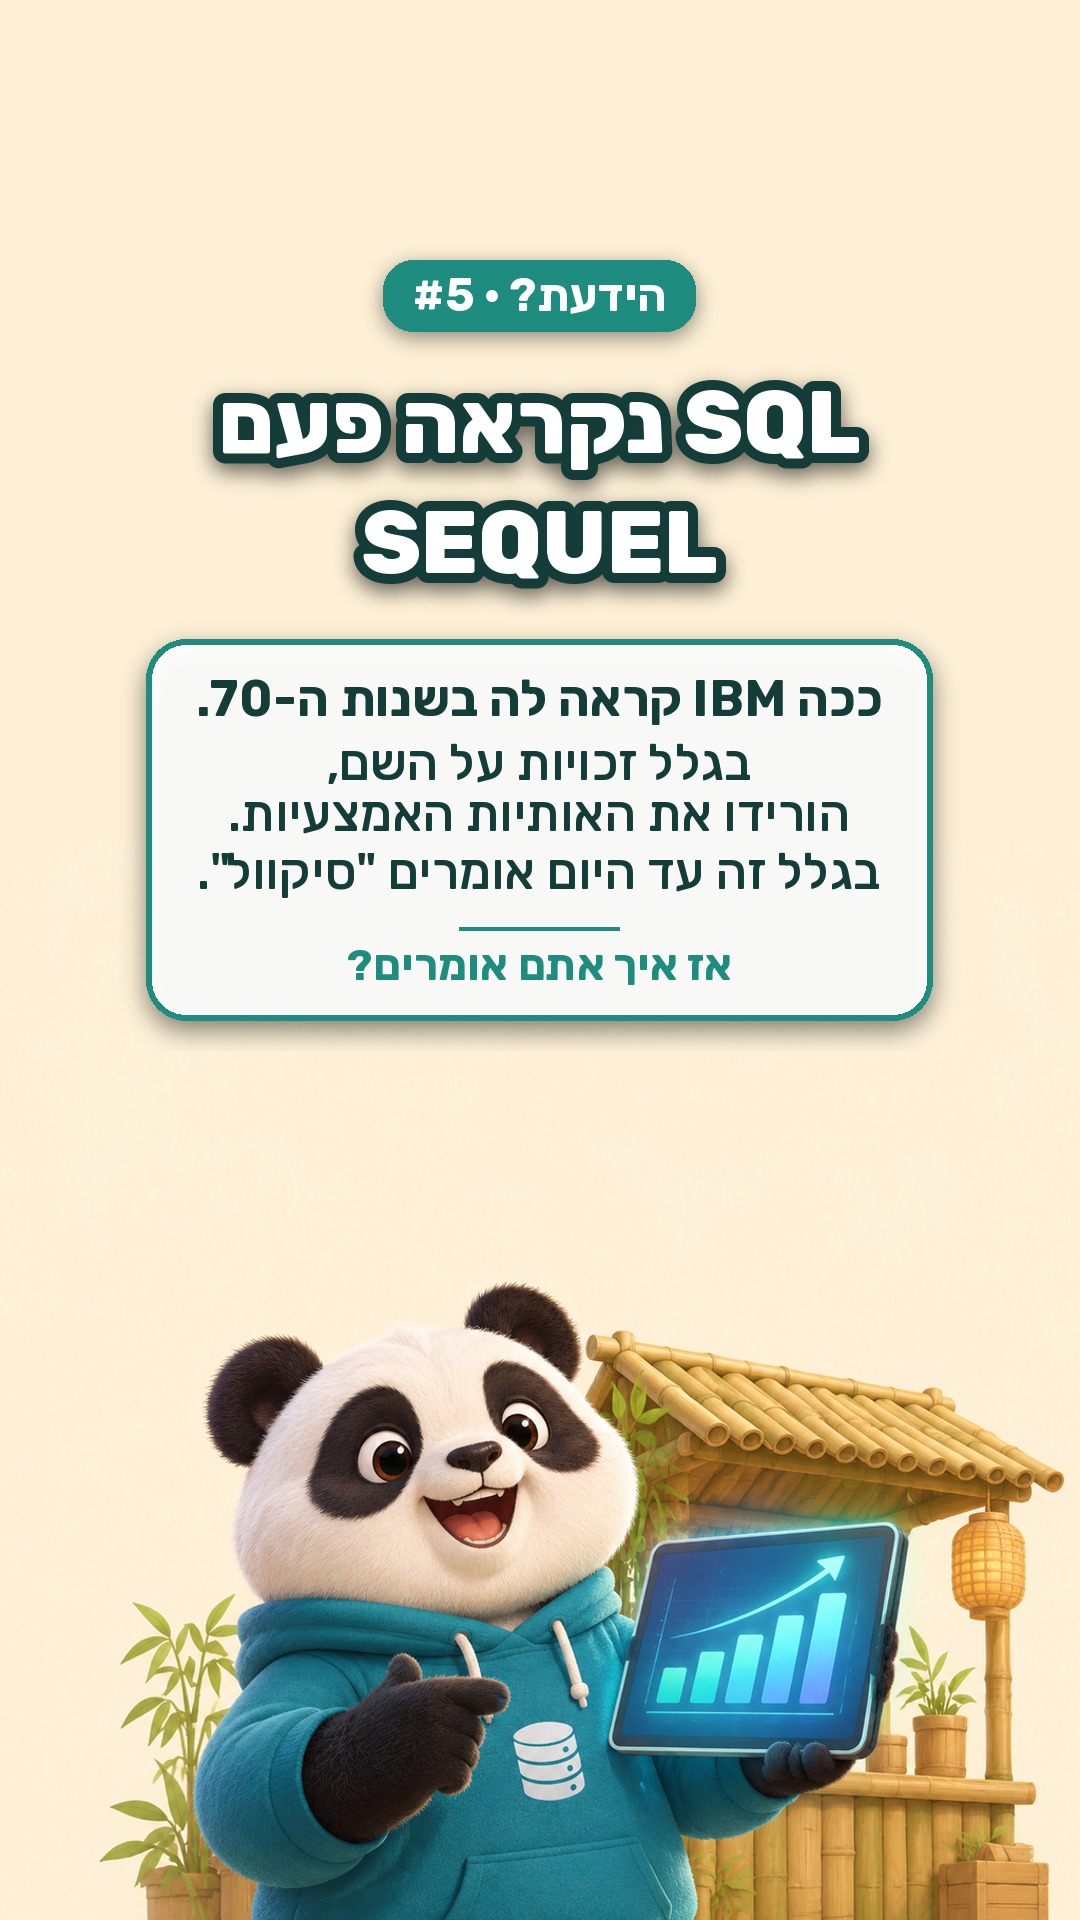 הידעת? • #5
SQL נקראה פעם
SEQUEL
ככה IBM קראה לה בשנות ה-70.
בגלל זכויות על השם,
הורידו את האותיות האמצעיות.
בגלל זה עד היום אומרים "סיקוול".
אז איך אתם אומרים?